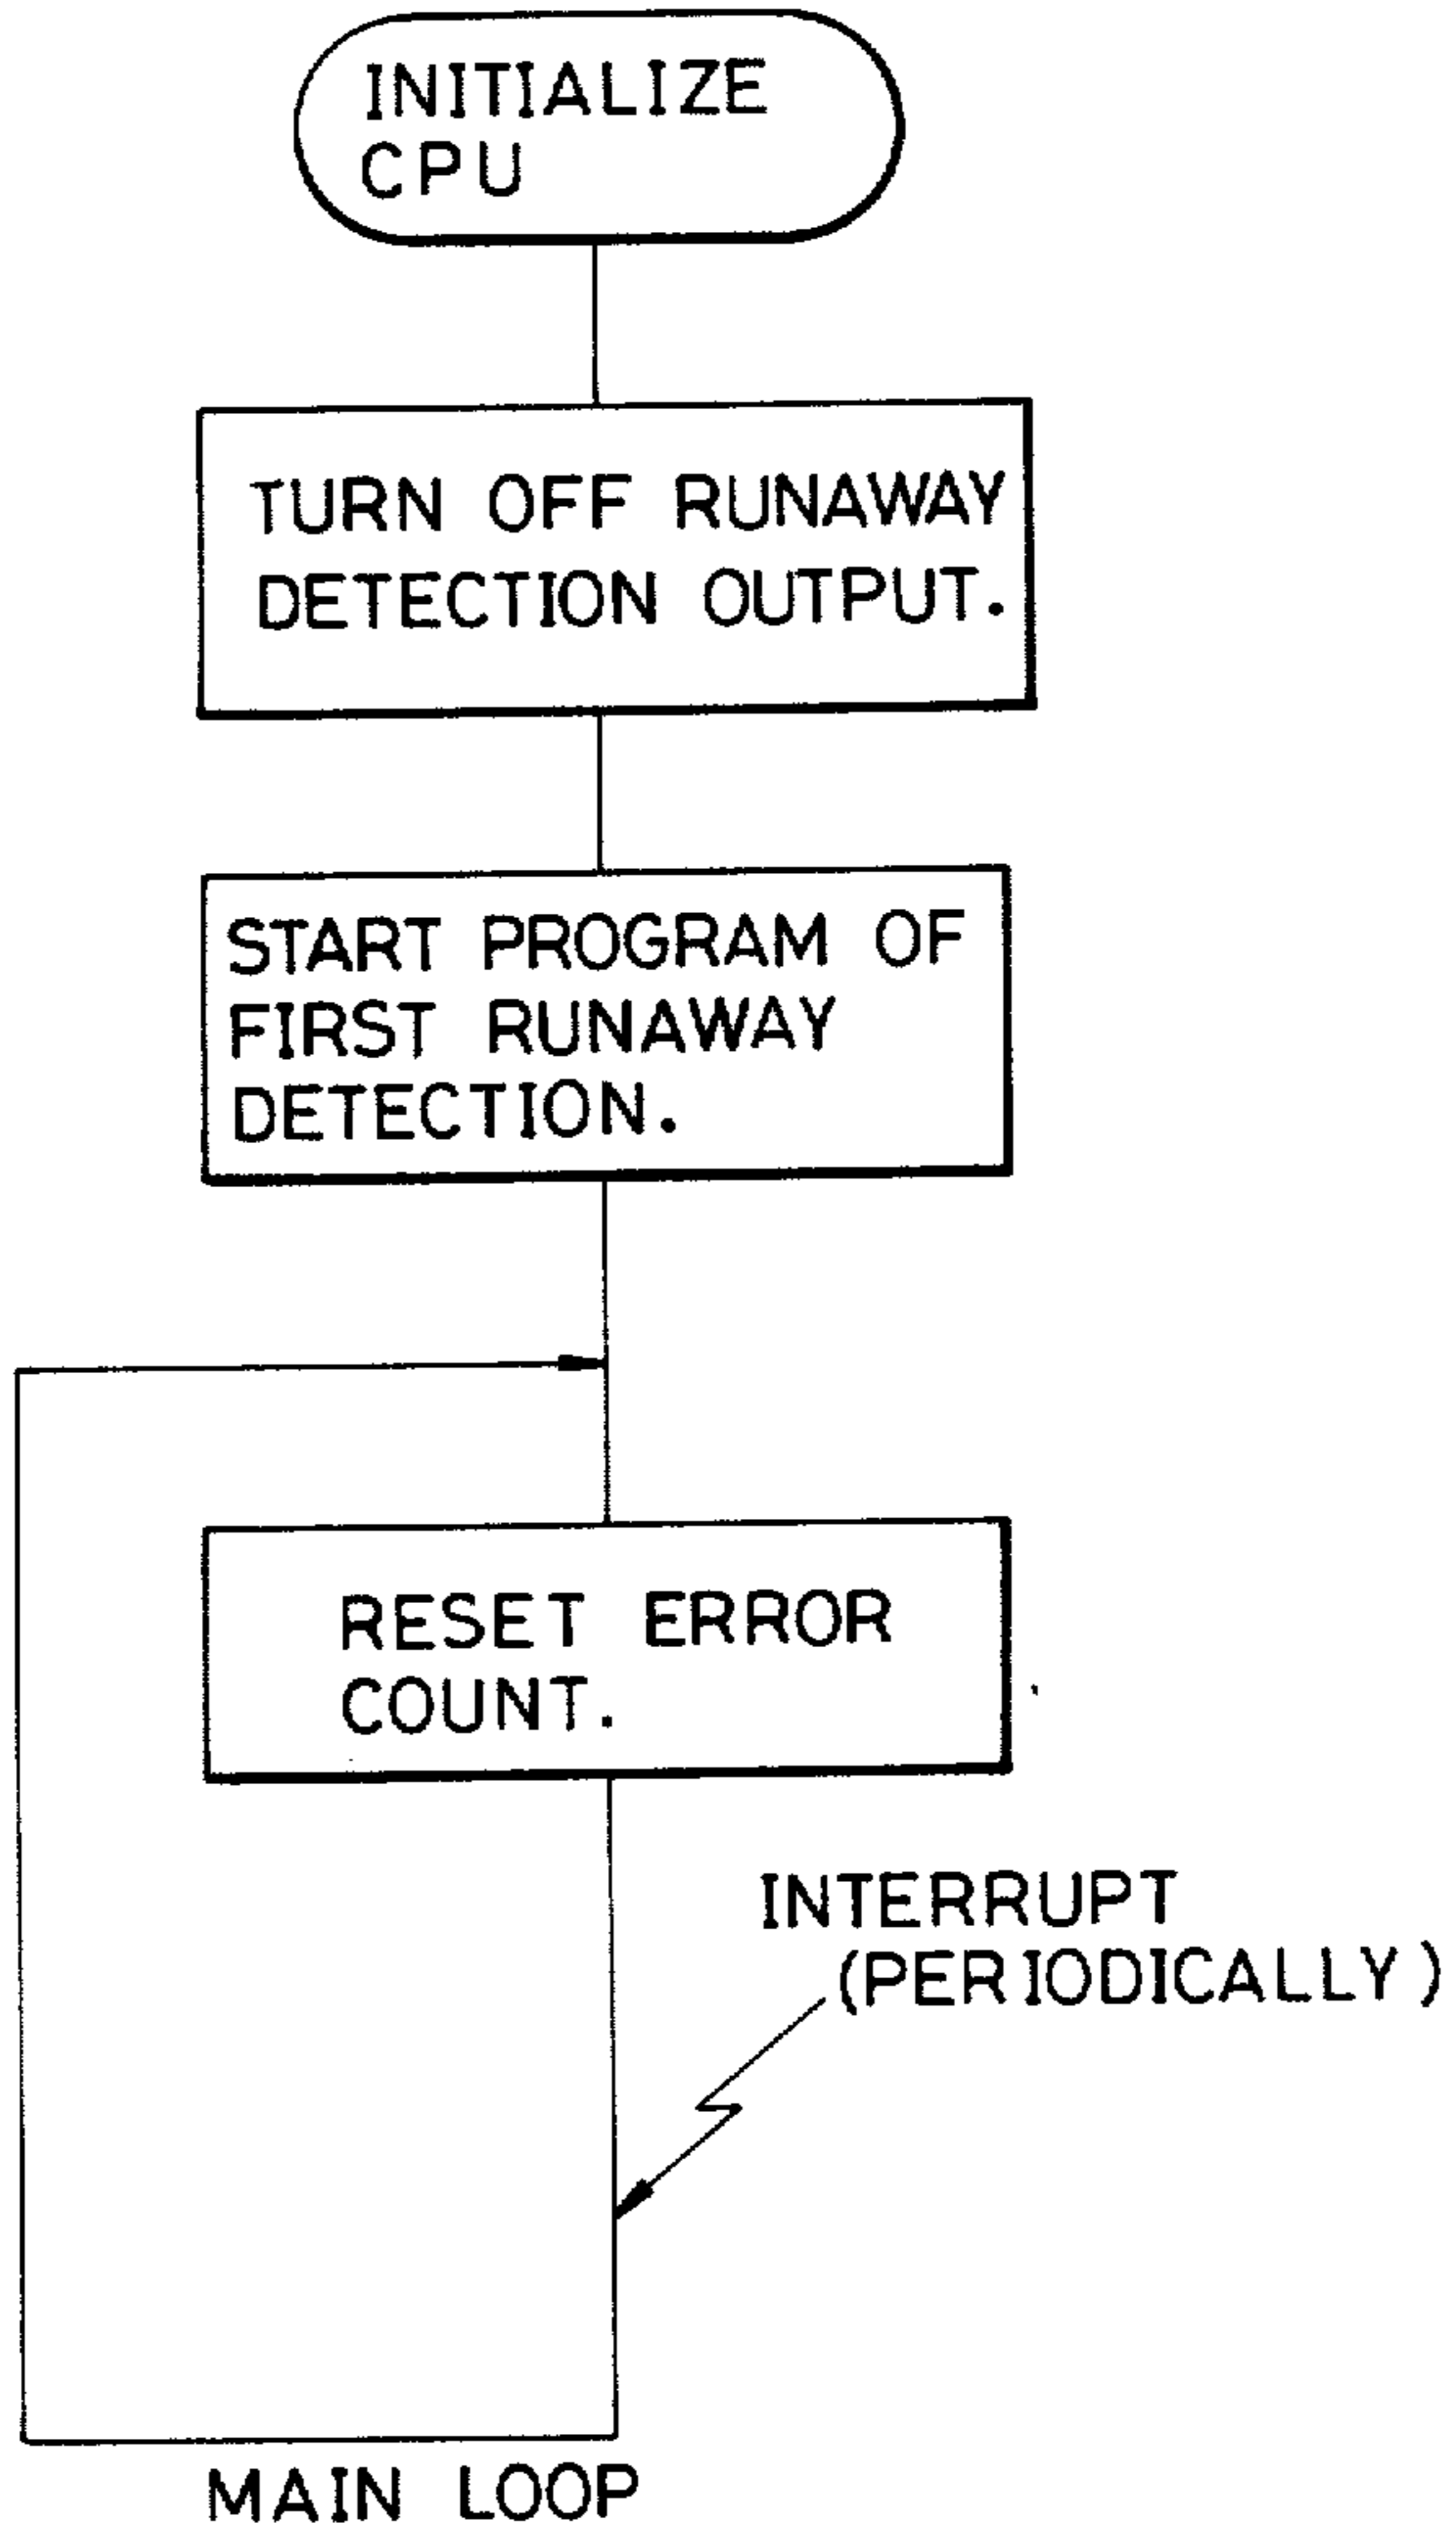 INITIALIZE
CPU
TURN OFF RUNAWAY
DETECTION OUTPUT.
START PROGRAM OF
FIRST RUNAWAY
DETECTION.
RESET ERROR
COUNT.
INTERRUPT
(PERIODICALLY)
MAIN LOOP